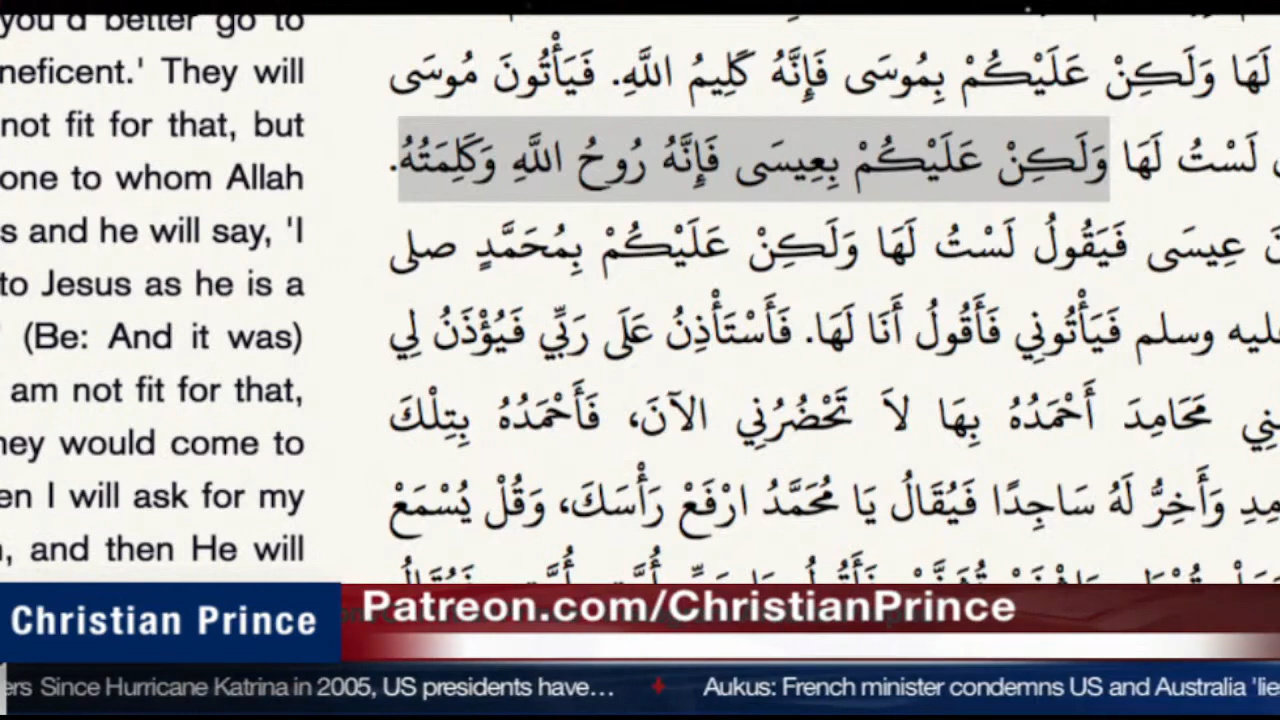 you'd better go to
neficent.' They will
not fit for that, but
one to whom Allah
s and he will say, 'I
to Jesus as he is a
(Be: And it was)
am not fit for that,
hey would come to
en I will ask for my
, and then He will
لَهَا وَلَكِنْ عَلَيْكُمْ بِمُوسَى فَإِنَّهُ كَلِيمُ اللَّهِ. فَيَأْتُونَ مُوسَى
لَسْتُ لَهَا وَلَكِنْ عَلَيْكُمْ بِعِيسَى فَإِنَّهُ رُوحُ اللَّهِ وَكَلِمَتُهُ.
عِيسَى فَيَقُولُ لَسْتُ لَهَا وَلَكِنْ عَلَيْكُمْ بِمُحَمَّدٍ صلى
عليه وسلم فَيَأْتُونِي فَأَقُولُ أَنَا لَهَا. فَأَسْتَأْذِنُ عَلَى رَبِّي فَيُؤْذَنُ لِي
مَحَامِدَ أَحْمَدُهُ بِهَا لاَ تَحْضُرُنِي الآنَ، فَأَحْمَدُهُ بِتِلْكَ
وَأَخِرُّ لَهُ سَاجِدًا فَيُقَالُ يَا مُحَمَّدُ ارْفَعْ رَأْسَكَ، وَقُلْ يُسْمَعْ
Christian Prince
Patreon.com/ChristianPrince
ers Since Hurricane Katrina in 2005, US presidents have… Aukus: French minister condemns US and Australia 'lie